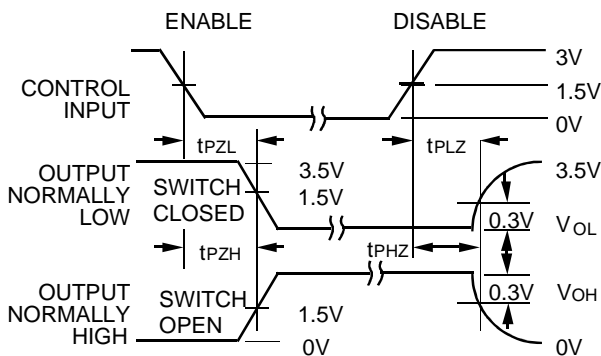 ENABLE DISABLE
3V
CONTROL INPUT
1.5V
0V
tPZL tPLZ
OUTPUT NORMALLY LOW
SWITCH CLOSED
3.5V
1.5V
3.5V
0.3V
VOL
tPZH tPHZ
OUTPUT NORMALLY HIGH
SWITCH OPEN
1.5V
0V
0.3V
VOH
0V